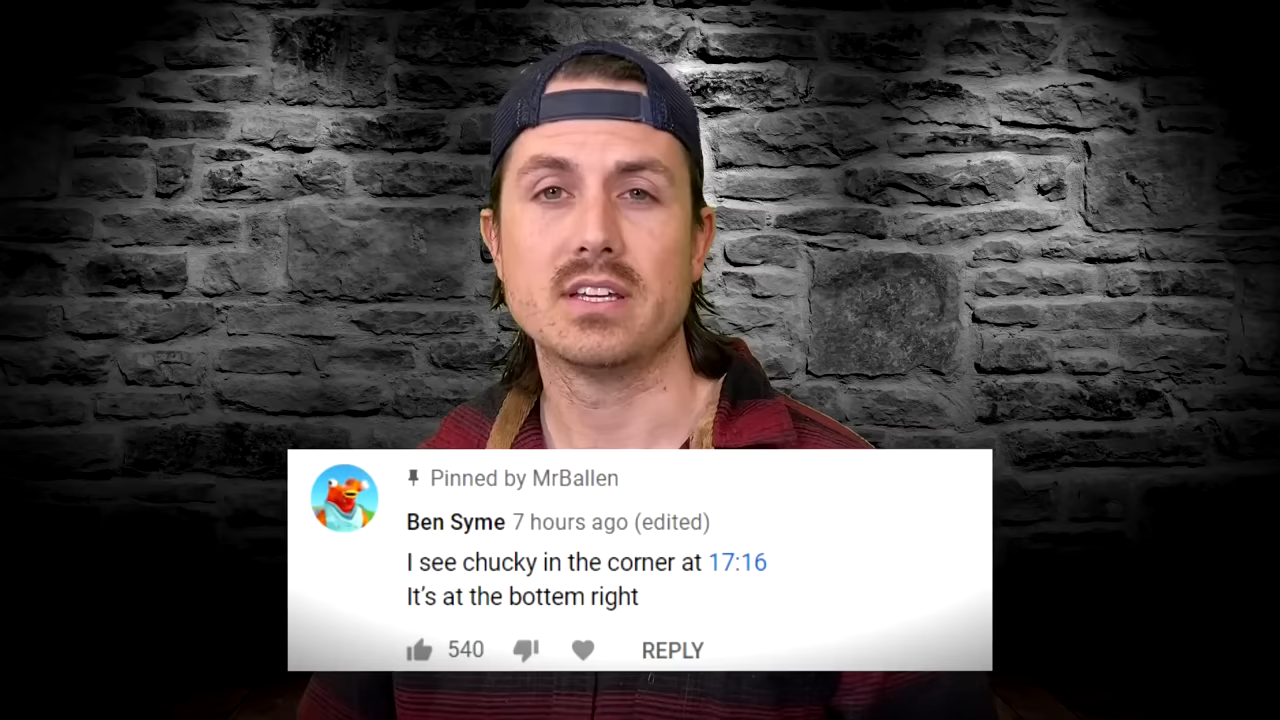 Pinned by MrBallen
Ben Syme 7 hours ago (edited)
I see chucky in the corner at 17:16
It's at the bottem right
540 REPLY